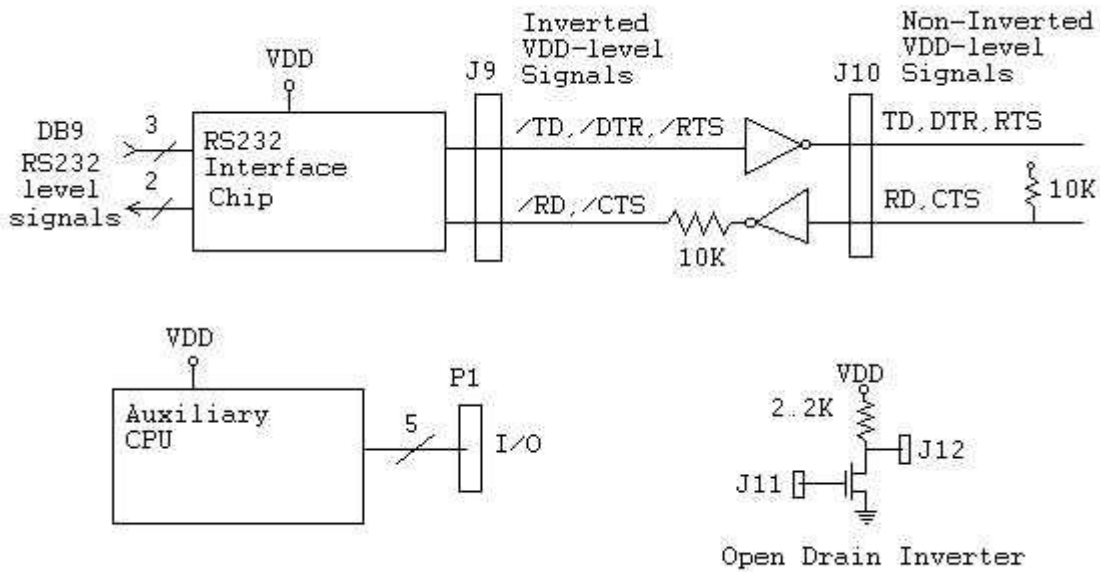 Inverted
VDD-level
Signals
Non-Inverted
VDD-level
Signals
VDD
J9
J10
DB9
RS232
level
signals
3
2
RS232
Interface
Chip
/TD,/DTR,/RTS
TD,DTR,RTS
/RD,/CTS
10K
RD,CTS
10K
VDD
Auxiliary
CPU
5
P1
I/O
VDD
2.2K
J12
J11
Open Drain Inverter